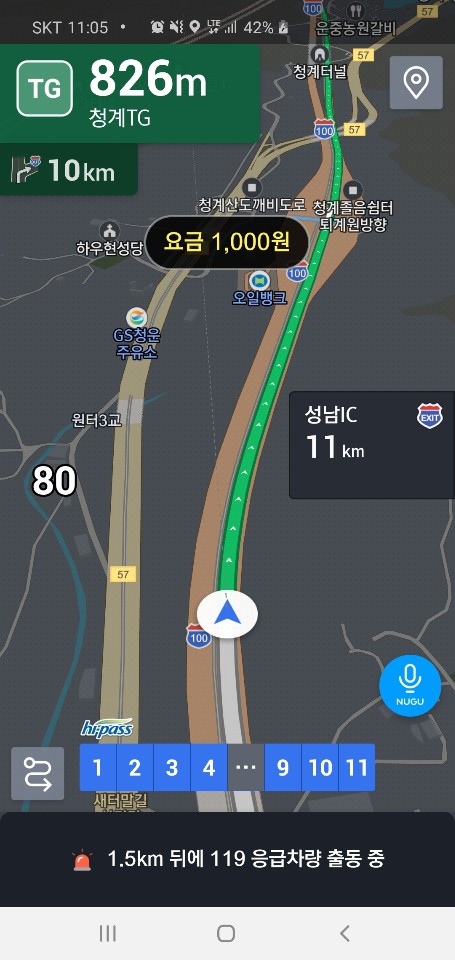 SKT 11:05 • LTE 42%
100
57
운중농원갈비
TG 826m
청계TG
57
청계터널
100 57
10km
청계산도깨비도로
청계졸음쉼터
퇴계원방향
하우현성당
요금 1,000원
100
오일뱅크
GS청운
주유소
성남IC
EXIT
11 km
원터3교
80
57
100
NUGU
hi-pass
1 2 3 4 ··· 9 10 11
새터말길
1.5km 뒤에 119 응급차량 출동 중